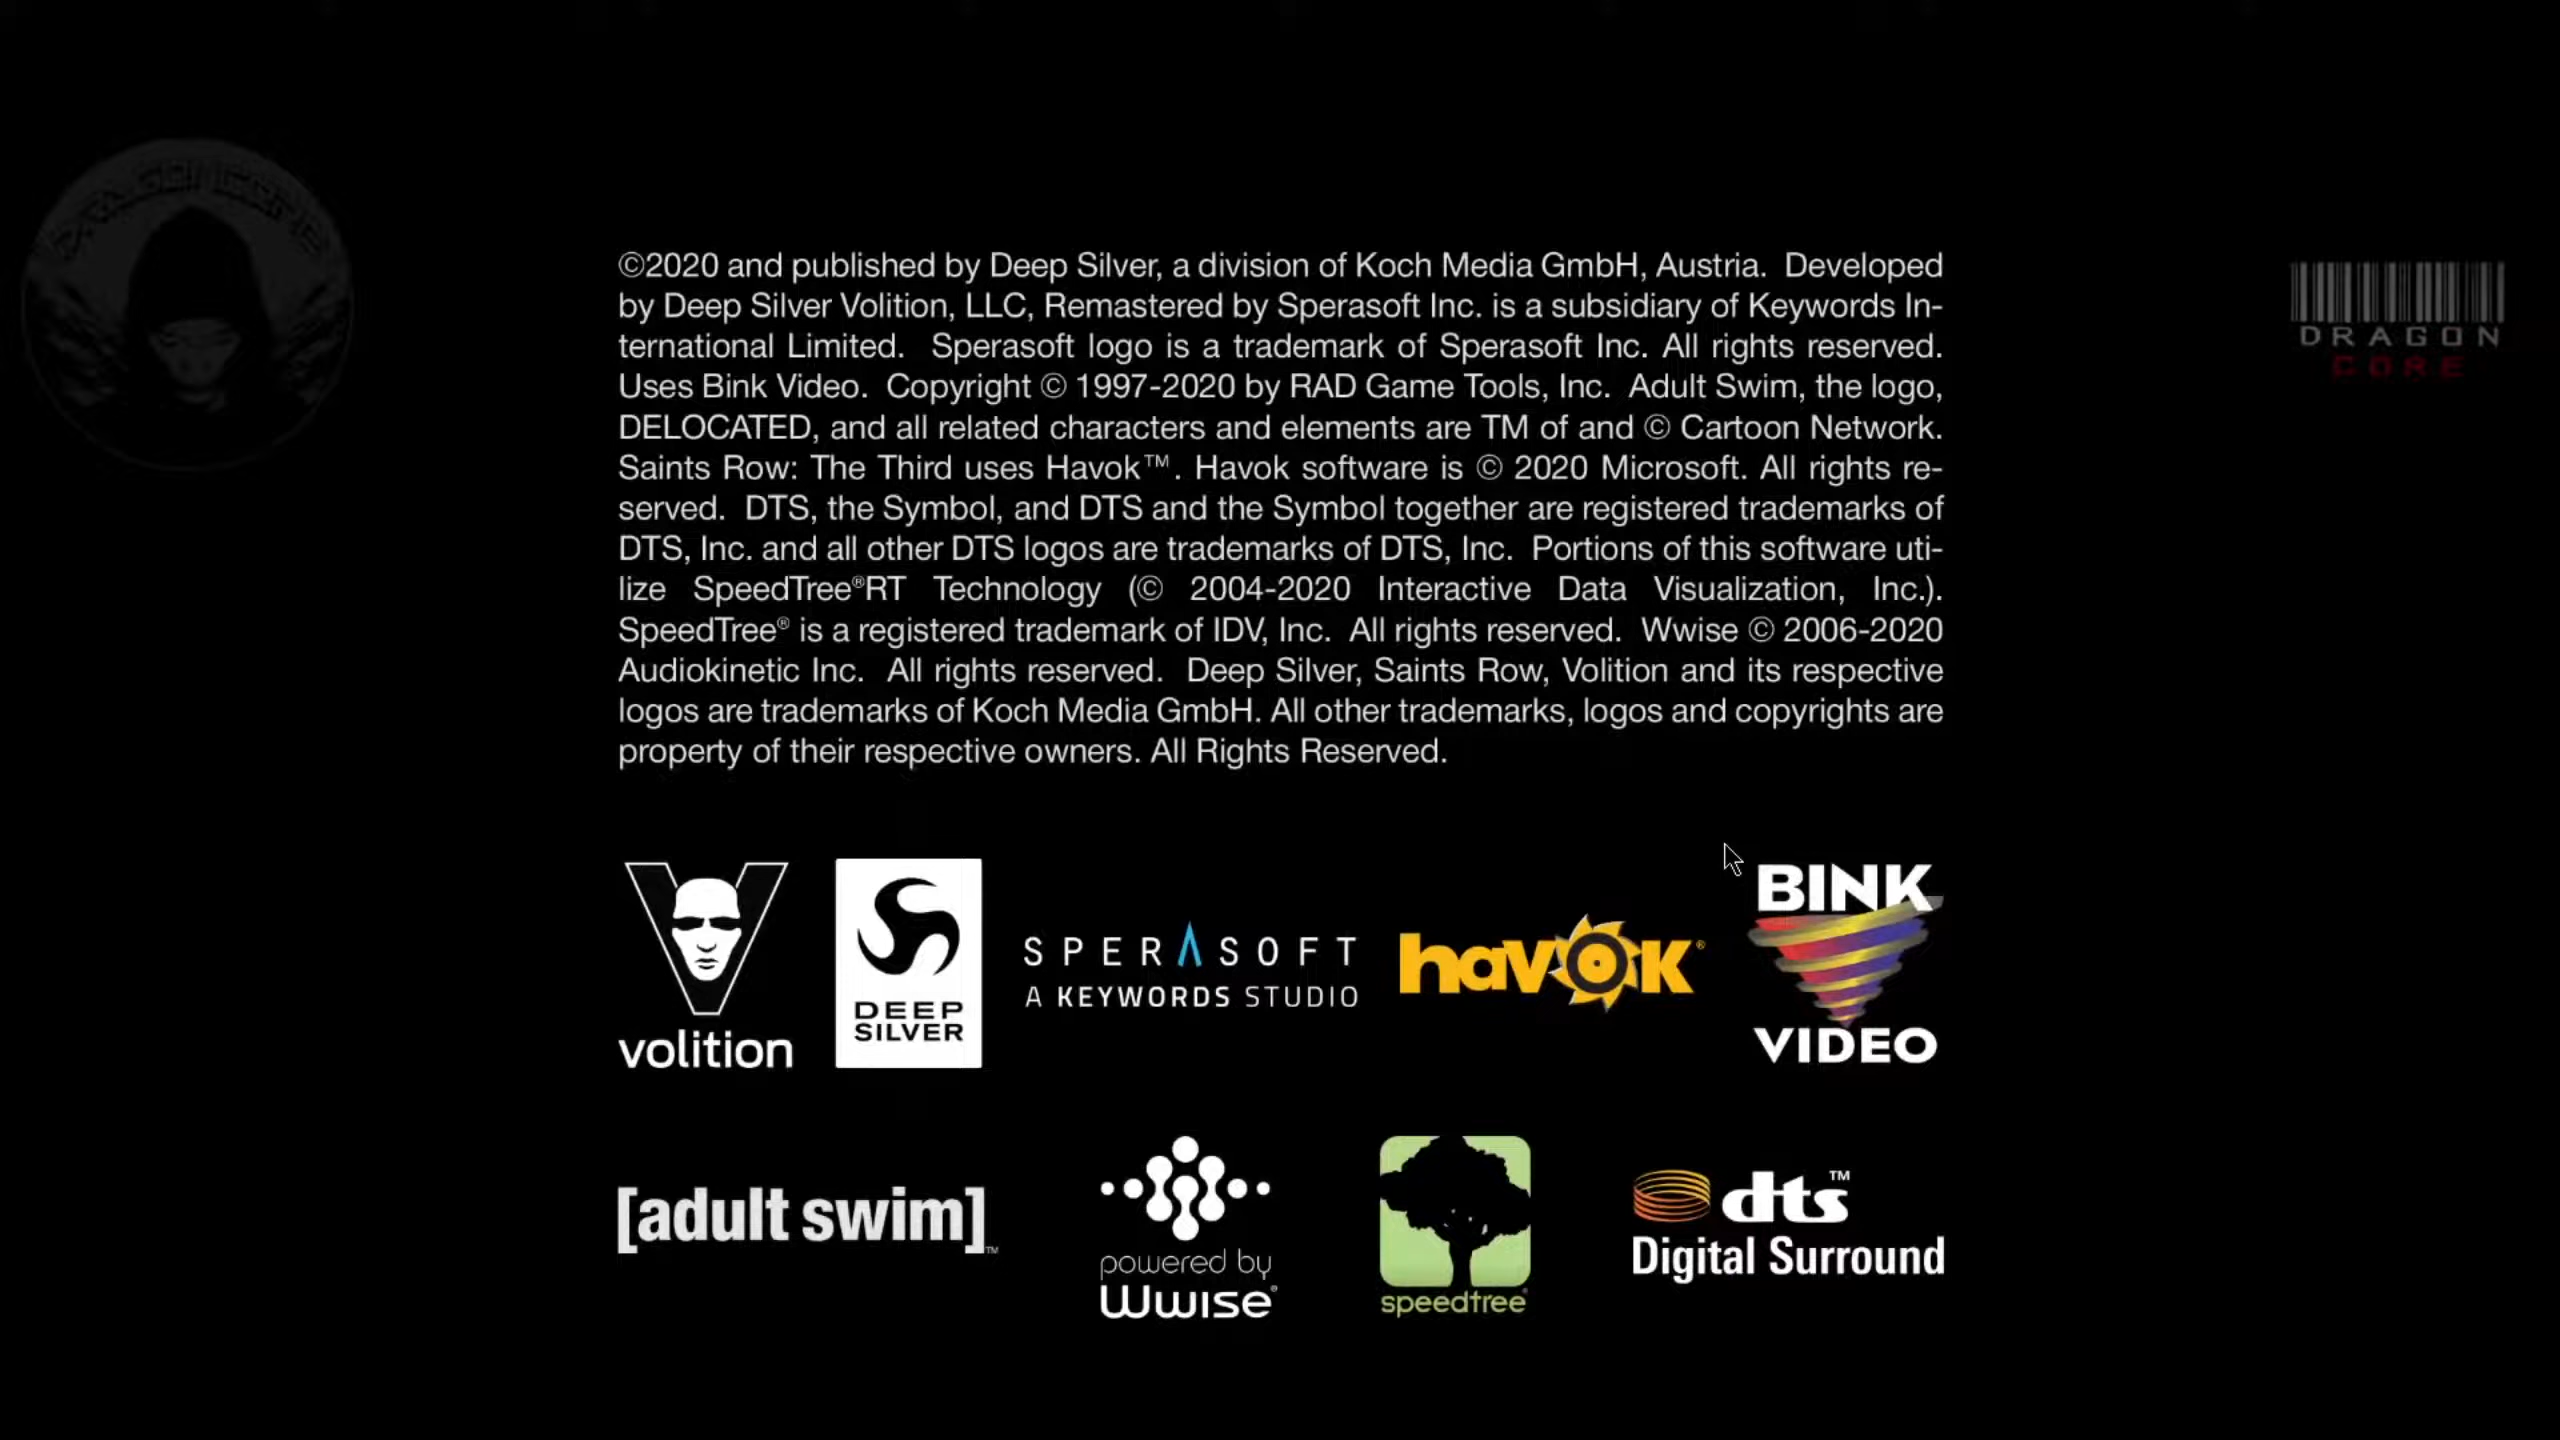 ©2020 and published by Deep Silver, a division of Koch Media GmbH, Austria. Developed
by Deep Silver Volition, LLC, Remastered by Sperasoft Inc. is a subsidiary of Keywords In-
ternational Limited. Sperasoft logo is a trademark of Sperasoft Inc. All rights reserved.
Uses Bink Video. Copyright © 1997-2020 by RAD Game Tools, Inc. Adult Swim, the logo,
DELOCATED, and all related characters and elements are TM of and © Cartoon Network.
Saints Row: The Third uses Havok™. Havok software is © 2020 Microsoft. All rights re-
served. DTS, the Symbol, and DTS and the Symbol together are registered trademarks of
DTS, Inc. and all other DTS logos are trademarks of DTS, Inc. Portions of this software uti-
lize SpeedTree®RT Technology (© 2004-2020 Interactive Data Visualization, Inc.).
SpeedTree® is a registered trademark of IDV, Inc. All rights reserved. Wwise © 2006-2020
Audiokinetic Inc. All rights reserved. Deep Silver, Saints Row, Volition and its respective
logos are trademarks of Koch Media GmbH. All other trademarks, logos and copyrights are
property of their respective owners. All Rights Reserved.
DRAGON
CORE
volition
DEEP
SILVER
SPERASOFT
A KEYWORDS STUDIO
havok®
BINK
VIDEO
[adult swim]™
powered by
Wwise®
speedtree®
dts™
Digital Surround